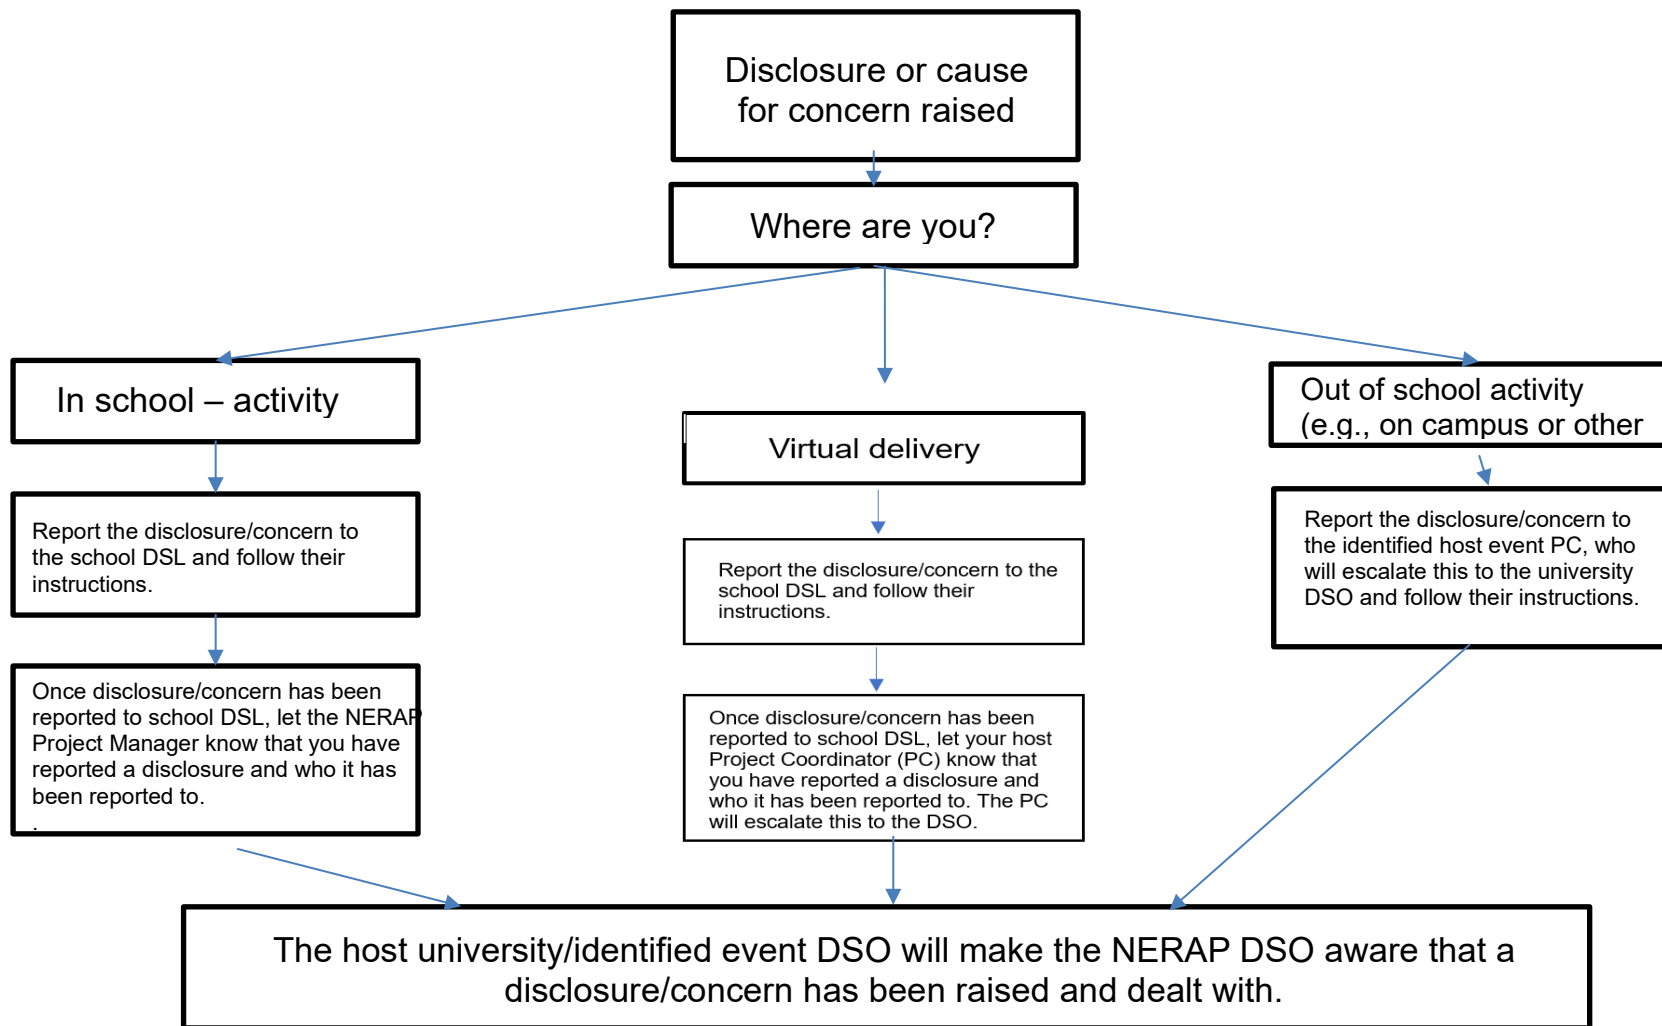 Disclosure or cause
for concern raised
Where are you?
In school – activity
Report the disclosure/concern to
the school DSL and follow their
instructions.
Once disclosure/concern has been
reported to school DSL, let the NERAP
Project Manager know that you have
reported a disclosure and who it has
been reported to.
.
Virtual delivery
Report the disclosure/concern to the
school DSL and follow their
instructions.
Once disclosure/concern has been
reported to school DSL, let your host
Project Coordinator (PC) know that
you have reported a disclosure and
who it has been reported to. The PC
will escalate this to the DSO.
Out of school activity
(e.g., on campus or other
Report the disclosure/concern to
the identified host event PC, who
will escalate this to the university
DSO and follow their instructions.
The host university/identified event DSO will make the NERAP DSO aware that a
disclosure/concern has been raised and dealt with.